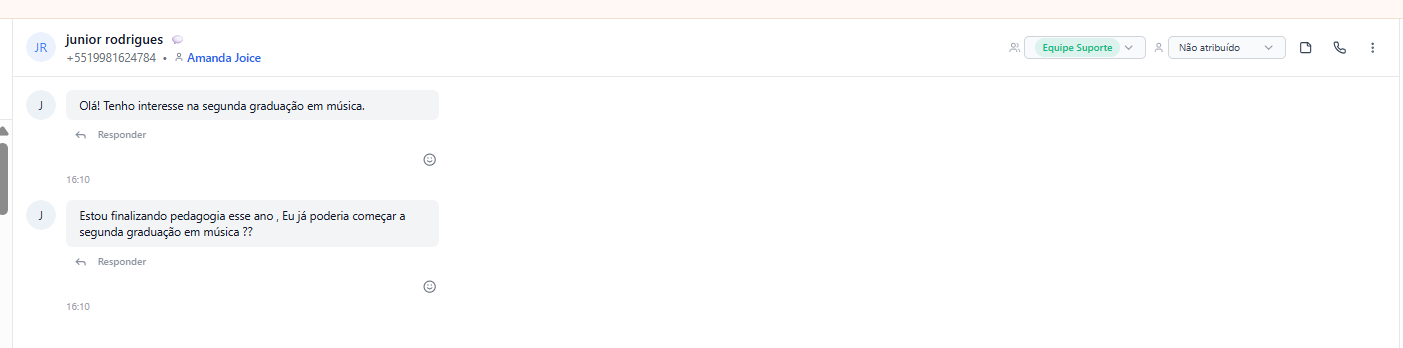 JR
junior rodrigues
+5519981624784 • Amanda Joice
Equipe Suporte
Não atribuído
J
Olá! Tenho interesse na segunda graduação em música.
Responder
16:10
J
Estou finalizando pedagogia esse ano , Eu já poderia começar a
segunda graduação em música ??
Responder
16:10